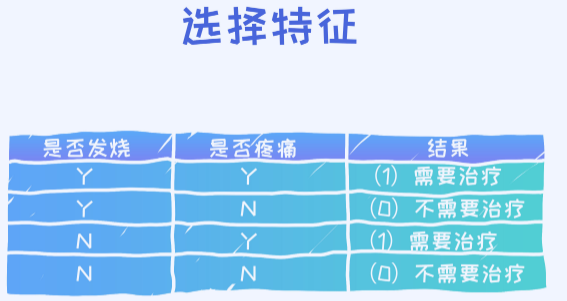 选择特征
是否发烧 是否疼痛 结果
Y Y (1) 需要治疗
Y N (0) 不需要治疗
N Y (1) 需要治疗
N N (0) 不需要治疗